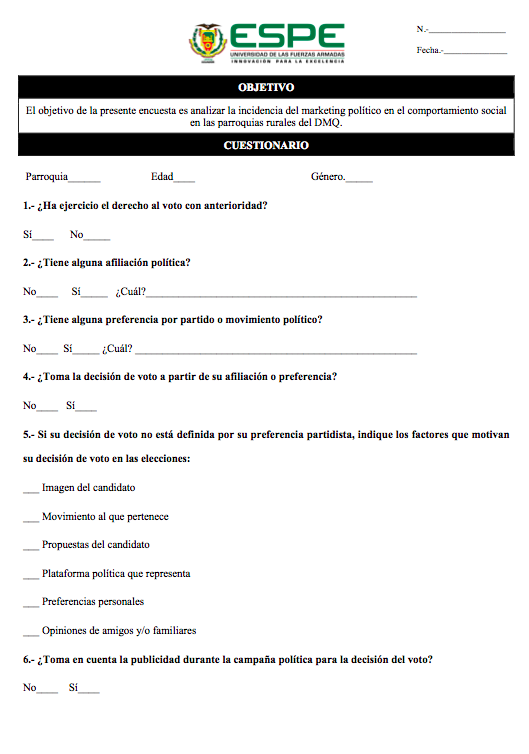 ESPE
UNIVERSIDAD DE LAS FUERZAS ARMADAS
INNOVACIÓN PARA LA EXCELENCIA
N.-_______________
Fecha.-_____________
OBJETIVO
El objetivo de la presente encuesta es analizar la incidencia del marketing político en el comportamiento social
en las parroquias rurales del DMQ.
CUESTIONARIO
Parroquia______ Edad____ Género._____
1.- ¿Ha ejercicio el derecho al voto con anterioridad?
Sí____ No_____
2.- ¿Tiene alguna afiliación política?
No____ Sí_____ ¿Cuál?__________________________________________________
3.- ¿Tiene alguna preferencia por partido o movimiento político?
No____ Sí_____ ¿Cuál? ____________________________________________________
4.- ¿Toma la decisión de voto a partir de su afiliación o preferencia?
No____ Sí____
5.- Si su decisión de voto no está definida por su preferencia partidista, indique los factores que motivan
su decisión de voto en las elecciones:
___ Imagen del candidato
___ Movimiento al que pertenece
___ Propuestas del candidato
___ Plataforma política que representa
___ Preferencias personales
___ Opiniones de amigos y/o familiares
6.- ¿Toma en cuenta la publicidad durante la campaña política para la decisión del voto?
No____ Sí____